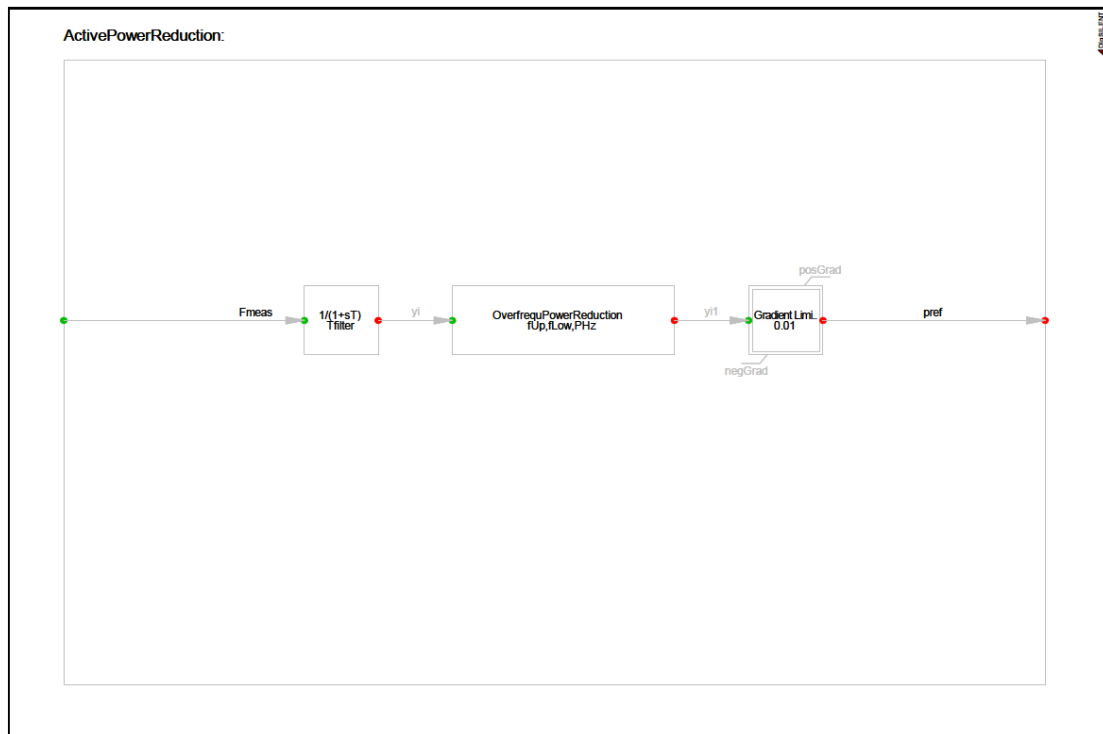 ActivePowerReduction:
DIgSILENT
posGrad
Fmeas
1/(1+sT)
Tfilter
yi
OverfrequPowerReduction
fUp,fLow,PHz
yi1
Gradient Limi..
0.01
pref
negGrad